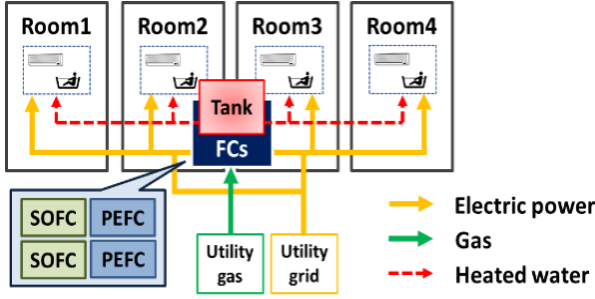 Room1
Room2
Room3
Room4
Tank
FCs
SOFC
PEFC
SOFC
PEFC
Utility
gas
Utility
grid
Electric power
Gas
Heated water